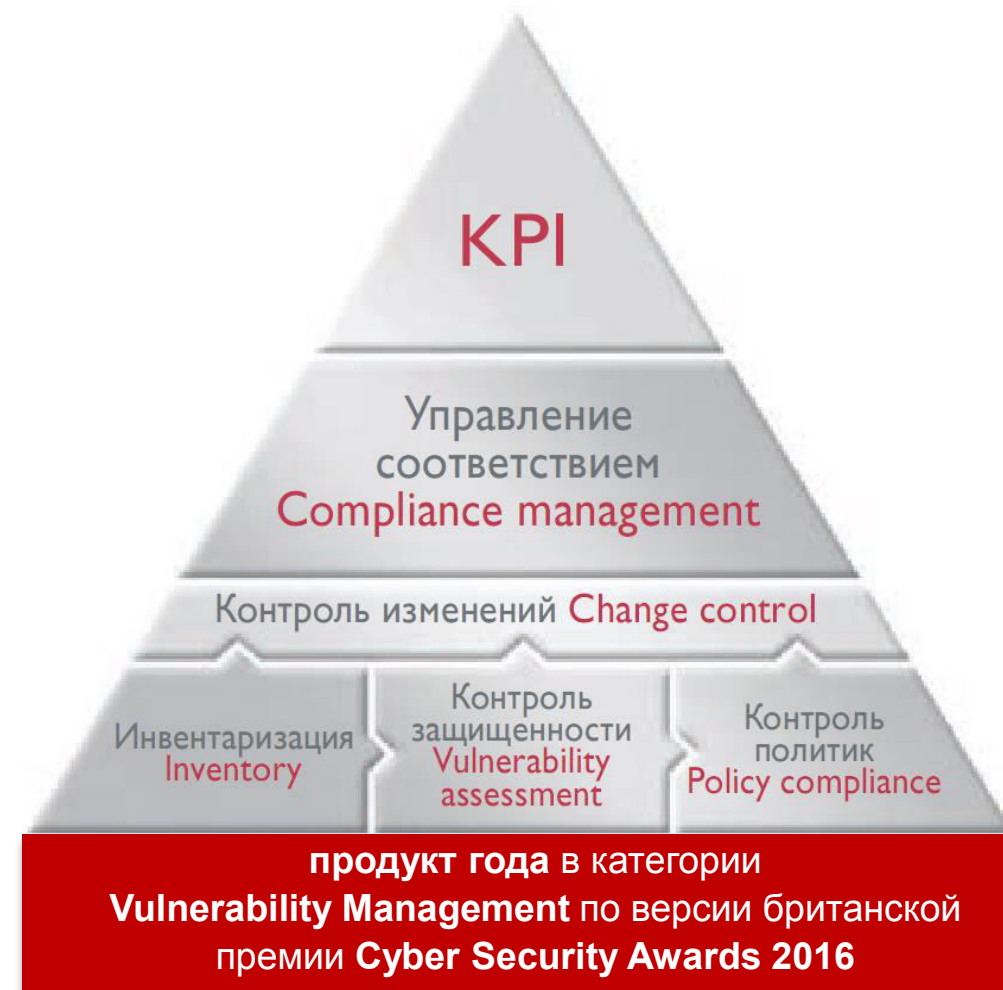 KPI
Управление
соответствием
Compliance management
Контроль изменений Change control
Инвентаризация
Inventory
Контроль
защищенности
Vulnerability
assessment
Контроль
политик
Policy compliance
продукт года в категории
Vulnerability Management по версии британской
премии Cyber Security Awards 2016